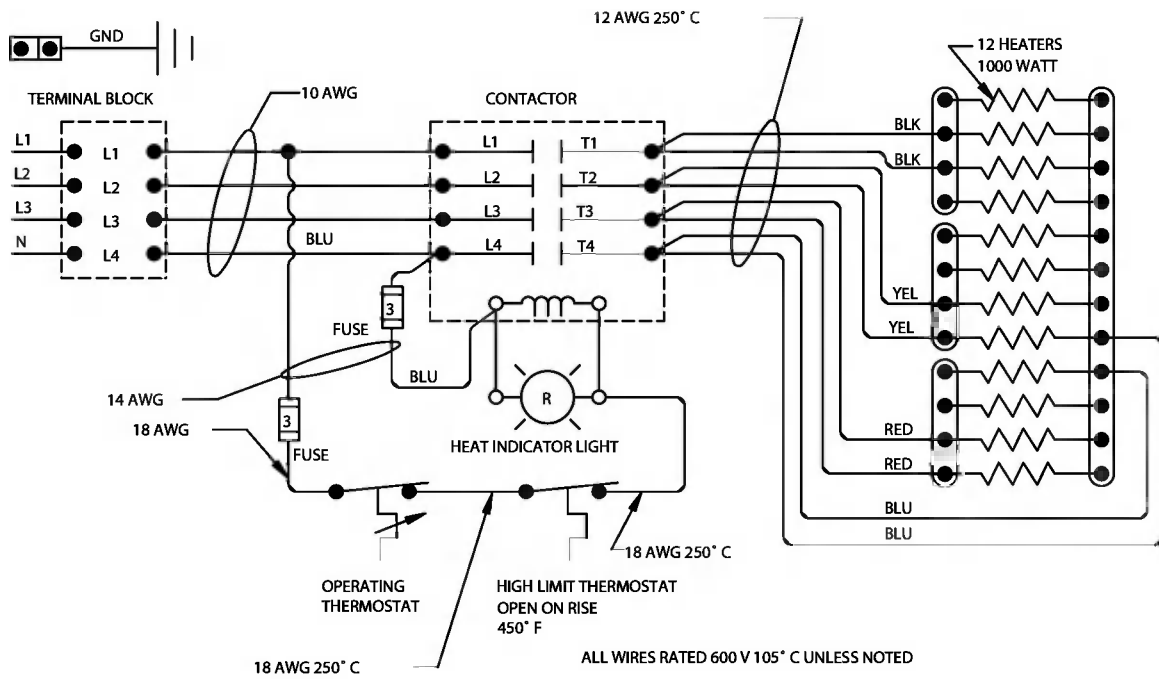 12 AWG 250° C
GND
12 HEATERS
1000 WATT
TERMINAL BLOCK
10 AWG
CONTACTOR
L1
L1
L1
T1
BLK
BLK
L2
L2
L2
T2
L3
L3
L3
T3
N
L4
BLU
L4
T4
YEL
YEL
3
FUSE
BLU
14 AWG
R
18 AWG
3
FUSE
HEAT INDICATOR LIGHT
RED
RED
BLU
BLU
18 AWG 250° C
OPERATING
THERMOSTAT
HIGH LIMIT THERMOSTAT
OPEN ON RISE
450° F
18 AWG 250° C
ALL WIRES RATED 600 V 105° C UNLESS NOTED